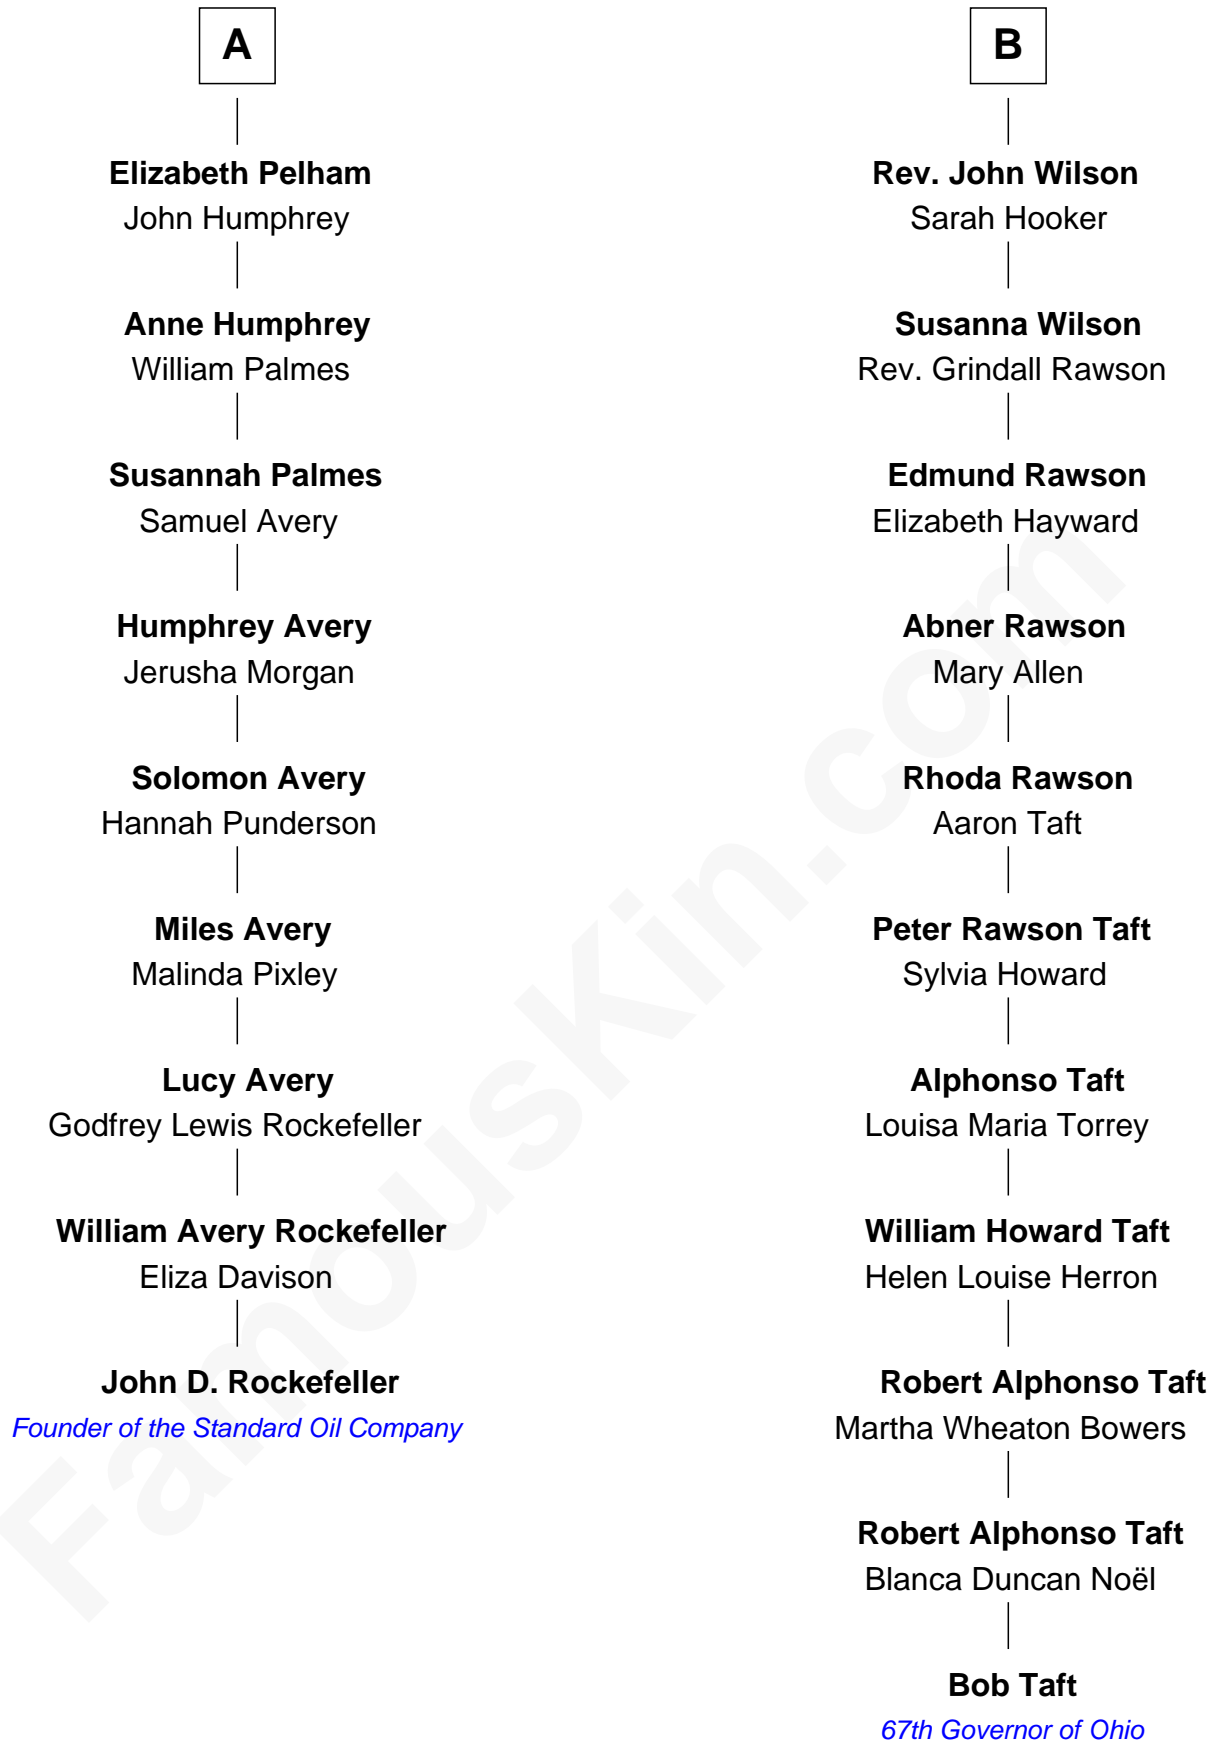 A
Elizabeth Pelham
John Humphrey
Anne Humphrey
William Palmes
Susannah Palmes
Samuel Avery
Humphrey Avery
Jerusha Morgan
Solomon Avery
Hannah Punderson
Miles Avery
Malinda Pixley
Lucy Avery
Godfrey Lewis Rockefeller
William Avery Rockefeller
Eliza Davison
John D. Rockefeller
Founder of the Standard Oil Company
B
Rev. John Wilson
Sarah Hooker
Susanna Wilson
Rev. Grindall Rawson
Edmund Rawson
Elizabeth Hayward
Abner Rawson
Mary Allen
Rhoda Rawson
Aaron Taft
Peter Rawson Taft
Sylvia Howard
Alphonso Taft
Louisa Maria Torrey
William Howard Taft
Helen Louise Herron
Robert Alphonso Taft
Martha Wheaton Bowers
Robert Alphonso Taft
Blanca Duncan Noël
Bob Taft
67th Governor of Ohio
FamousKin.com